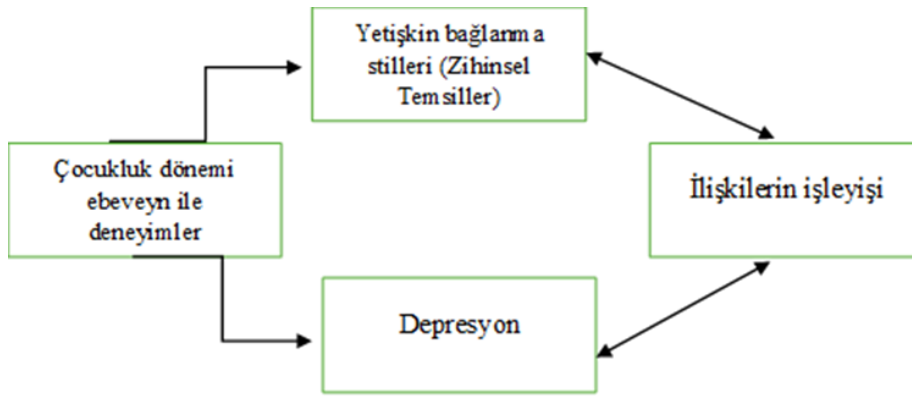 Yetişkin bağlanma
stilleri (Zihinsel
Temsiller)
Çocukluk dönemi
ebeveyn ile
deneyimler
İlişkilerin işleyişi
Depresyon